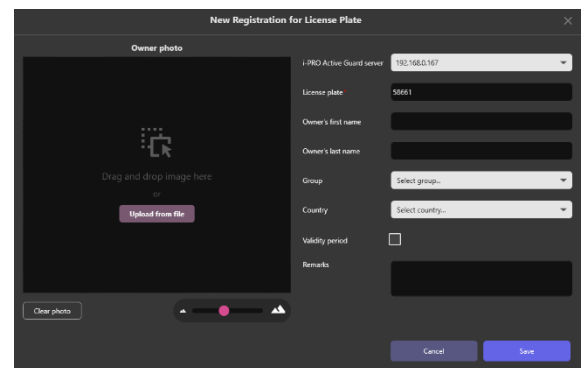 New Registration for License Plate
Owner photo
Drag and drop image here
or
Upload from file
Clear photo
i-PRO Active Guard server 192.168.0.167
License plate 58661
Owner's first name
Owner's last name
Group Select group...
Country Select country...
Validity period
Remarks
Cancel Save